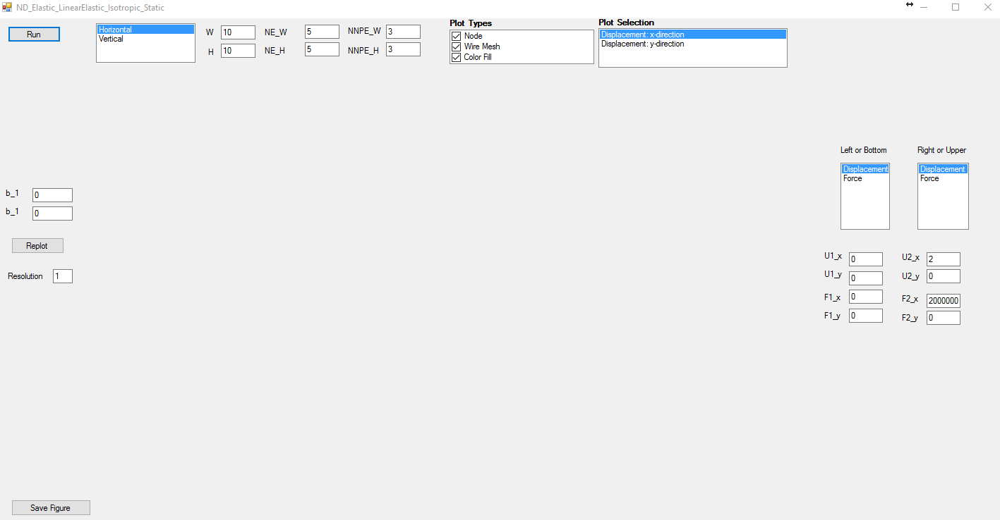 ND_Elastic_LinearElastic_Isotropic_Static
Run
Horizontal
Vertical
W 10 NE_W 5 NNPE_W 3
H 10 NE_H 5 NNPE_H 3
Plot Types
Node
Wire Mesh
Color Fill
Plot Selection
Displacement: x-direction
Displacement: y-direction
Left or Bottom
Displacement
Force
Right or Upper
Displacement
Force
b_1 0
b_1 0
Replot
Resolution 1
U1_x 0 U2_x 2
U1_y 0 U2_y 0
F1_x 0 F2_x 2000000
F1_y 0 F2_y 0
Save Figure